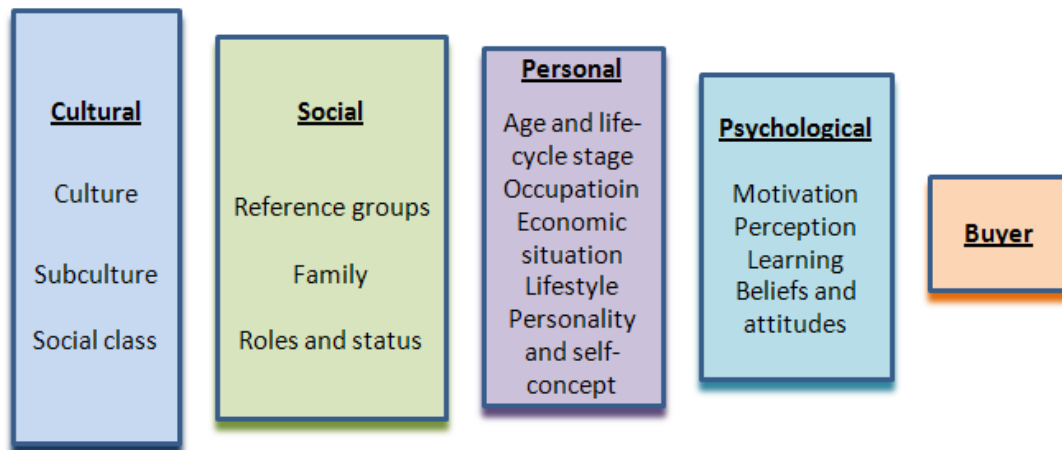 Cultural
Culture
Subculture
Social class
Social
Reference groups
Family
Roles and status
Personal
Age and life-
cycle stage
Occupatioin
Economic
situation
Lifestyle
Personality
and self-
concept
Psychological
Motivation
Perception
Learning
Beliefs and
attitudes
Buyer